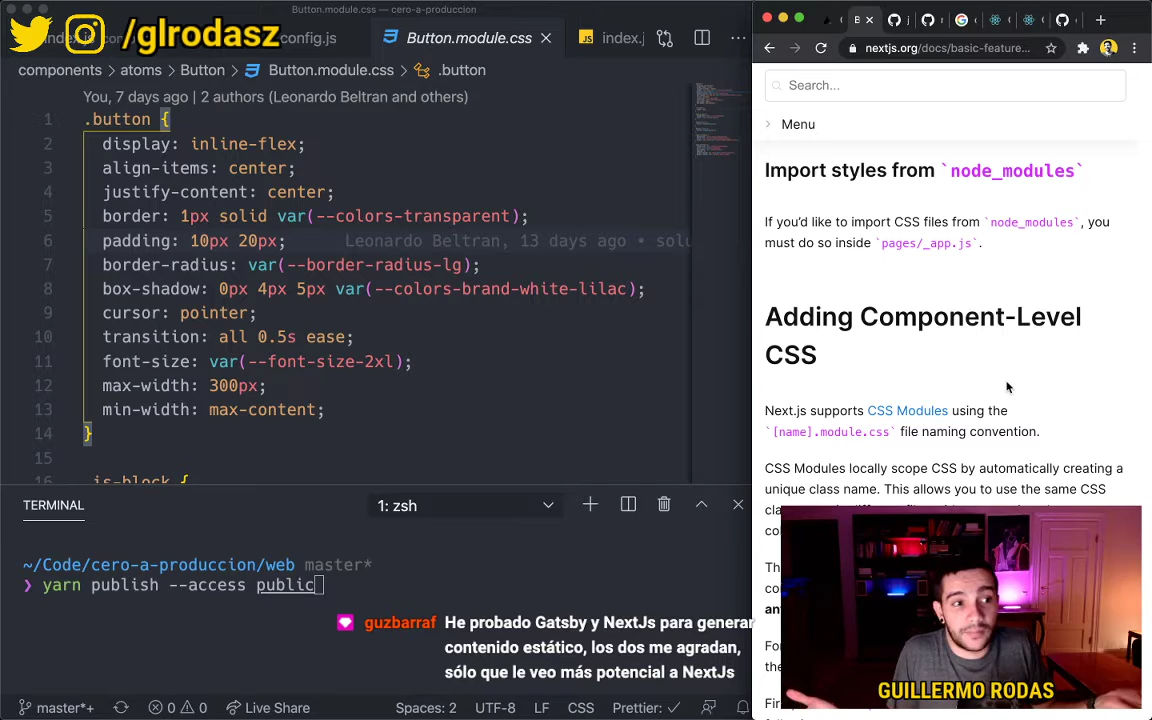 /glrodasz
Button.module.css — cero-a-produccion
config.js
Button.module.css
index.j
components > atoms > Button > Button.module.css > .button
You, 7 days ago | 2 authors (Leonardo Beltran and others)
1 .button {
2 display: inline-flex;
3 align-items: center;
4 justify-content: center;
5 border: 1px solid var(--colors-transparent);
6 padding: 10px 20px; Leonardo Beltran, 13 days ago • solu
7 border-radius: var(--border-radius-lg);
8 box-shadow: 0px 4px 5px var(--colors-brand-white-lilac);
9 cursor: pointer;
10 transition: all 0.5s ease;
11 font-size: var(--font-size-2xl);
12 max-width: 300px;
13 min-width: max-content;
14 }
15
16 .is-block {
TERMINAL
1: zsh
~/Code/cero-a-produccion/web master*
❯ yarn publish --access public
guzbarraf He probado Gatsby y NextJs para generar
contenido estático, los dos me agradan,
sólo que le veo más potencial a NextJs
master*+ 0 0 Live Share Spaces: 2 UTF-8 LF CSS Prettier: ✓
nextjs.org/docs/basic-feature...
Search...
Menu
Import styles from `node_modules`
If you'd like to import CSS files from `node_modules`, you
must do so inside `pages/_app.js`.
Adding Component-Level
CSS
Next.js supports CSS Modules using the
`[name].module.css` file naming convention.
CSS Modules locally scope CSS by automatically creating a
unique class name. This allows you to use the same CSS
GUILLERMO RODAS